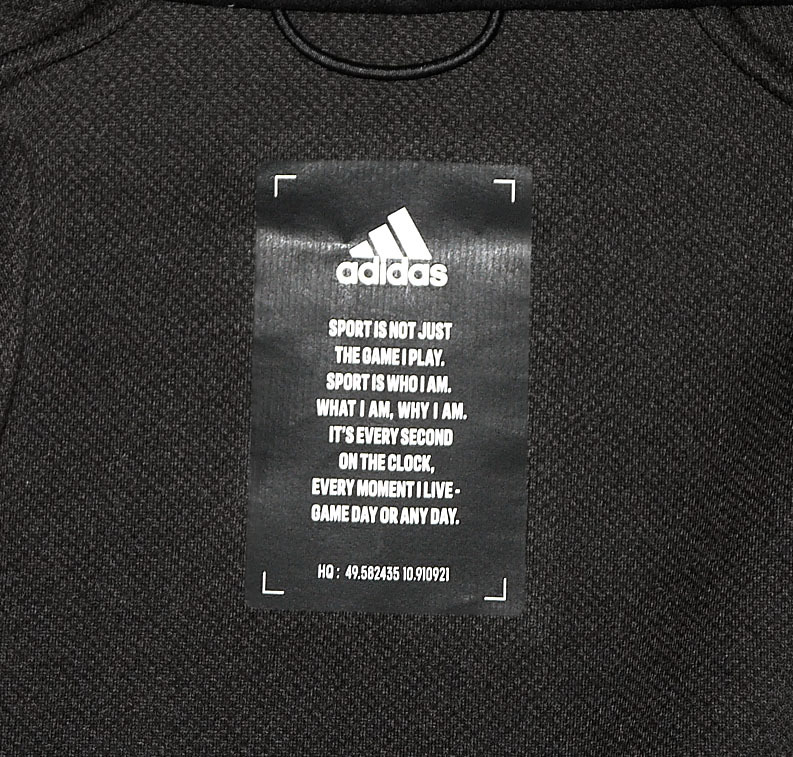 adidas
SPORT IS NOT JUST
THE GAME I PLAY.
SPORT IS WHO I AM.
WHAT I AM, WHY I AM.
IT'S EVERY SECOND
ON THE CLOCK,
EVERY MOMENT I LIVE -
GAME DAY OR ANY DAY.
HQ : 49.582435 10.910921